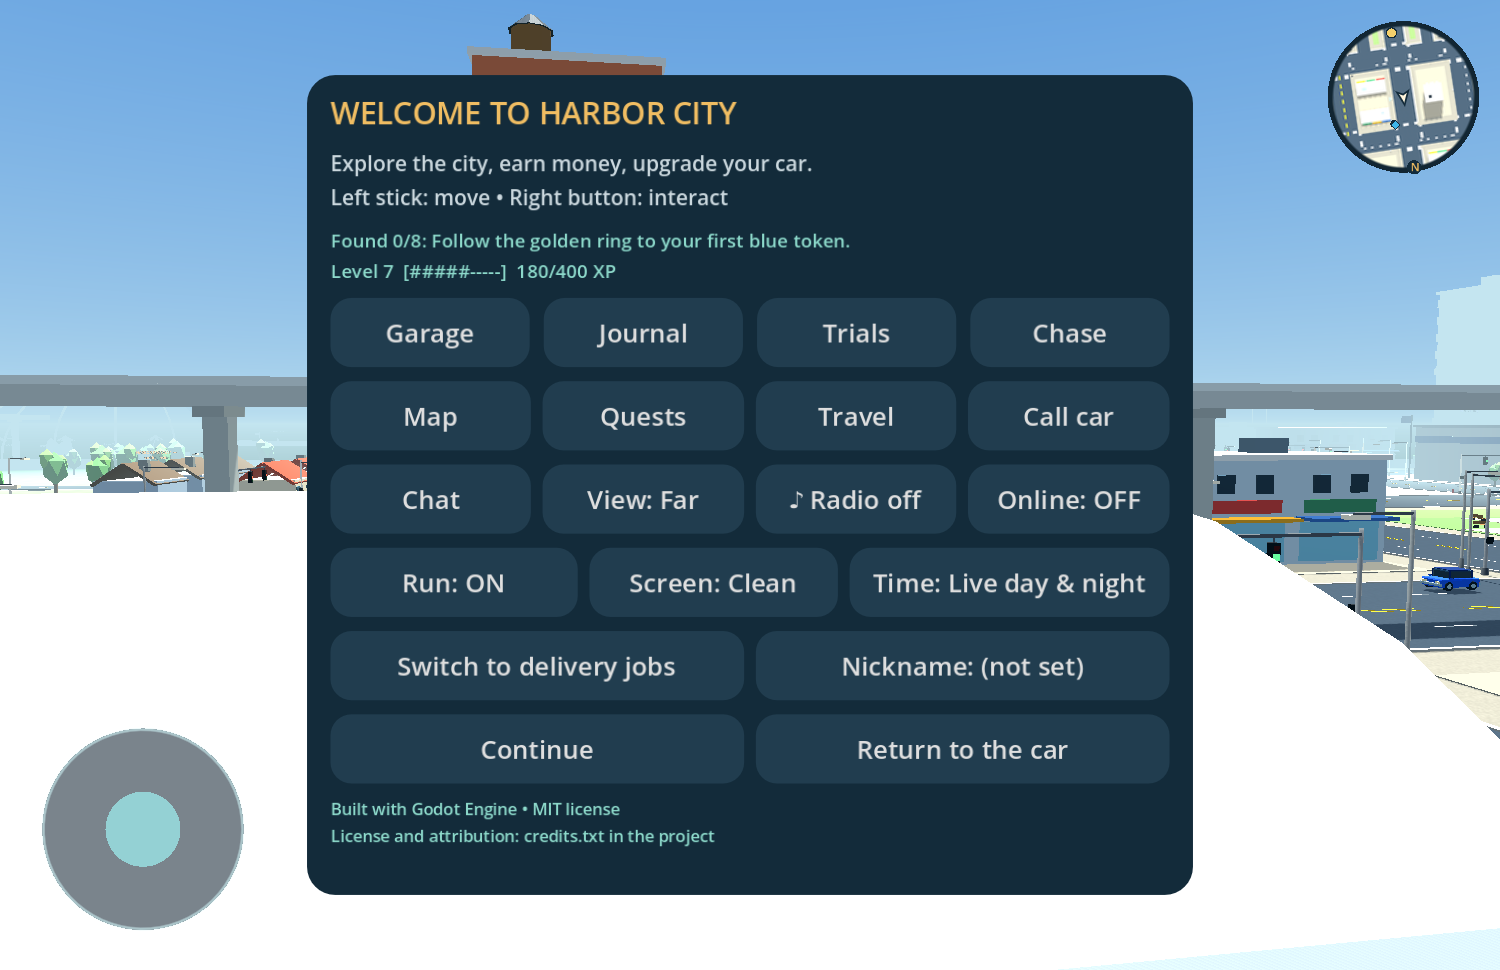 WELCOME TO HARBOR CITY
Explore the city, earn money, upgrade your car.
Left stick: move • Right button: interact
Found 0/8: Follow the golden ring to your first blue token.
Level 7 [#####-----] 180/400 XP
Garage Journal Trials Chase
Map Quests Travel Call car
Chat View: Far ♪ Radio off Online: OFF
Run: ON Screen: Clean Time: Live day & night
Switch to delivery jobs Nickname: (not set)
Continue Return to the car
Built with Godot Engine • MIT license
License and attribution: credits.txt in the project
N